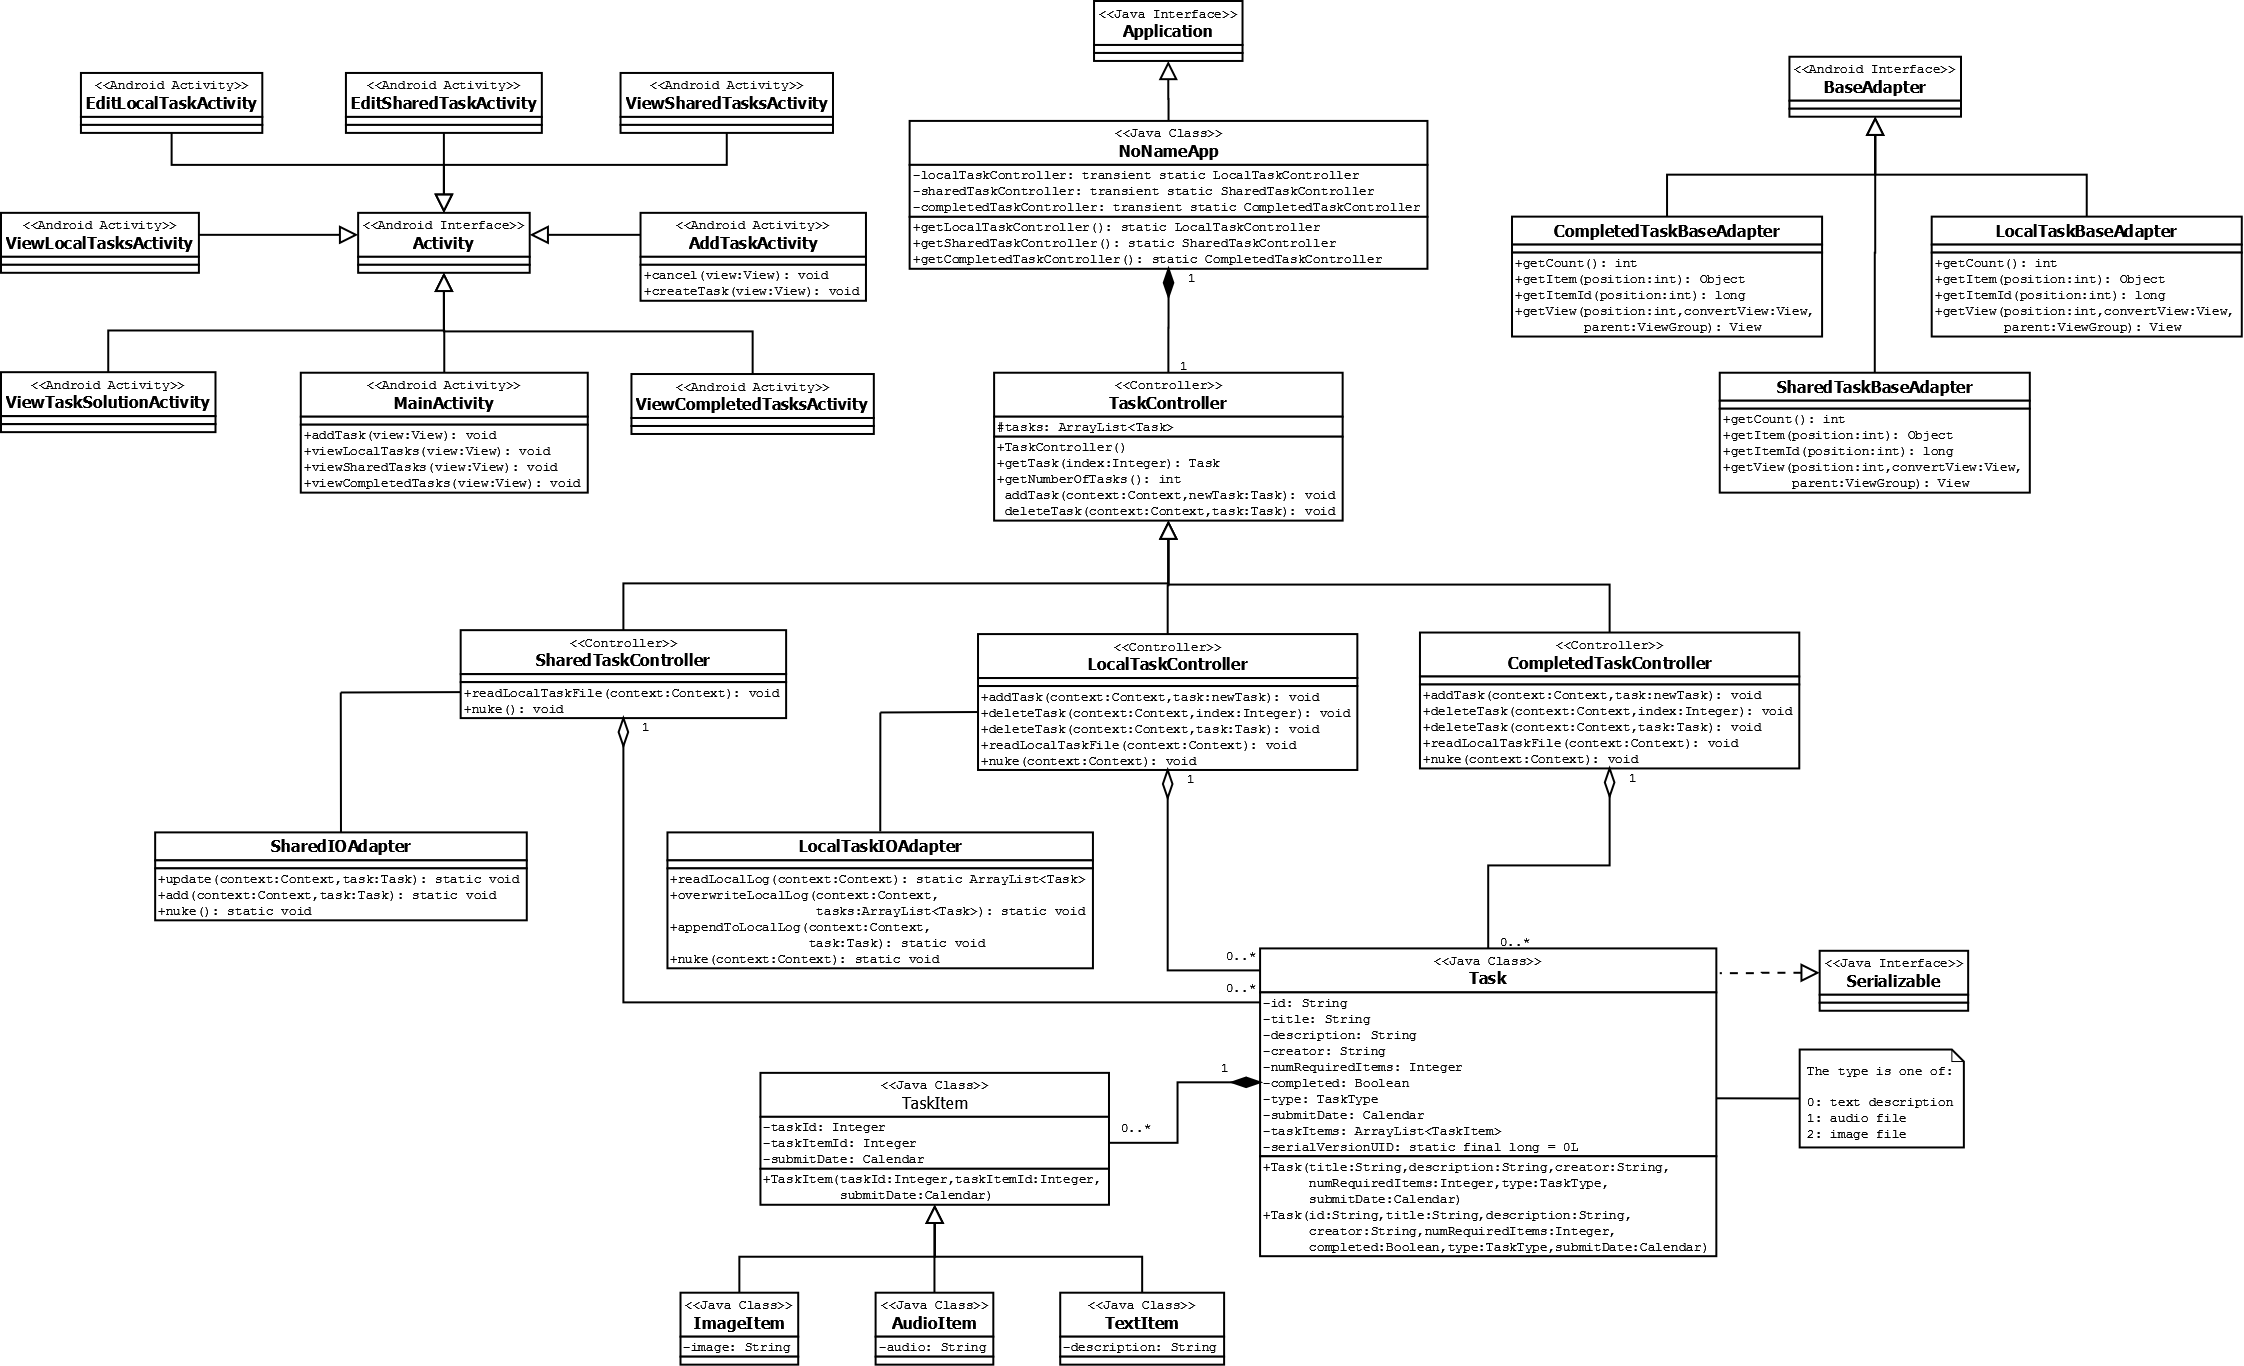 <<Java Interface>>
Application
<<Android Interface>>
BaseAdapter
<<Android Activity>>
EditLocalTaskActivity
<<Android Activity>>
EditSharedTaskActivity
<<Android Activity>>
ViewSharedTasksActivity
<<Java Class>>
NoNameApp
-localTaskController: transient static LocalTaskController
-sharedTaskController: transient static SharedTaskController
-completedTaskController: transient static CompletedTaskController
+getLocalTaskController(): static LocalTaskController
+getSharedTaskController(): static SharedTaskController
+getCompletedTaskController(): static CompletedTaskController
1
<<Android Activity>>
ViewLocalTasksActivity
<<Android Interface>>
Activity
<<Android Activity>>
AddTaskActivity
+cancel(view:View): void
+createTask(view:View): void
CompletedTaskBaseAdapter
+getCount(): int
+getItem(position:int): Object
+getItemId(position:int): long
+getView(position:int,convertView:View,
parent:ViewGroup): View
LocalTaskBaseAdapter
+getCount(): int
+getItem(position:int): Object
+getItemId(position:int): long
+getView(position:int,convertView:View,
parent:ViewGroup): View
<<Android Activity>>
ViewTaskSolutionActivity
<<Android Activity>>
MainActivity
+addTask(view:View): void
+viewLocalTasks(view:View): void
+viewSharedTasks(view:View): void
+viewCompletedTasks(view:View): void
<<Android Activity>>
ViewCompletedTasksActivity
1
<<Controller>>
TaskController
#tasks: ArrayList<Task>
+TaskController()
+getTask(index:Integer): Task
+getNumberOfTasks(): int
addTask(context:Context,newTask:Task): void
deleteTask(context:Context,task:Task): void
SharedTaskBaseAdapter
+getCount(): int
+getItem(position:int): Object
+getItemId(position:int): long
+getView(position:int,convertView:View,
parent:ViewGroup): View
<<Controller>>
SharedTaskController
+readLocalTaskFile(context:Context): void
+nuke(): void
1
<<Controller>>
LocalTaskController
+addTask(context:Context,task:newTask): void
+deleteTask(context:Context,index:Integer): void
+deleteTask(context:Context,task:Task): void
+readLocalTaskFile(context:Context): void
+nuke(context:Context): void
1
<<Controller>>
CompletedTaskController
+addTask(context:Context,task:newTask): void
+deleteTask(context:Context,index:Integer): void
+deleteTask(context:Context,task:Task): void
+readLocalTaskFile(context:Context): void
+nuke(context:Context): void
1
SharedIOAdapter
+update(context:Context,task:Task): static void
+add(context:Context,task:Task): static void
+nuke(): static void
LocalTaskIOAdapter
+readLocalLog(context:Context): static ArrayList<Task>
+overwriteLocalLog(context:Context,
tasks:ArrayList<Task>): static void
+appendToLocalLog(context:Context,
task:Task): static void
+nuke(context:Context): static void
0..*
0..*
0..*
<<Java Class>>
Task
-id: String
-title: String
-description: String
-creator: String
-numRequiredItems: Integer
-completed: Boolean
-type: TaskType
-submitDate: Calendar
-taskItems: ArrayList<TaskItem>
-serialVersionUID: static final long = 0L
+Task(title:String,description:String,creator:String,
numRequiredItems:Integer,type:TaskType,
submitDate:Calendar)
+Task(id:String,title:String,description:String,
creator:String,numRequiredItems:Integer,
completed:Boolean,type:TaskType,submitDate:Calendar)
<<Java Interface>>
Serializable
The type is one of:
0: text description
1: audio file
2: image file
1
0..*
<<Java Class>>
TaskItem
-taskId: Integer
-taskItemId: Integer
-submitDate: Calendar
+TaskItem(taskId:Integer,taskItemId:Integer,
submitDate:Calendar)
<<Java Class>>
ImageItem
-image: String
<<Java Class>>
AudioItem
-audio: String
<<Java Class>>
TextItem
-description: String